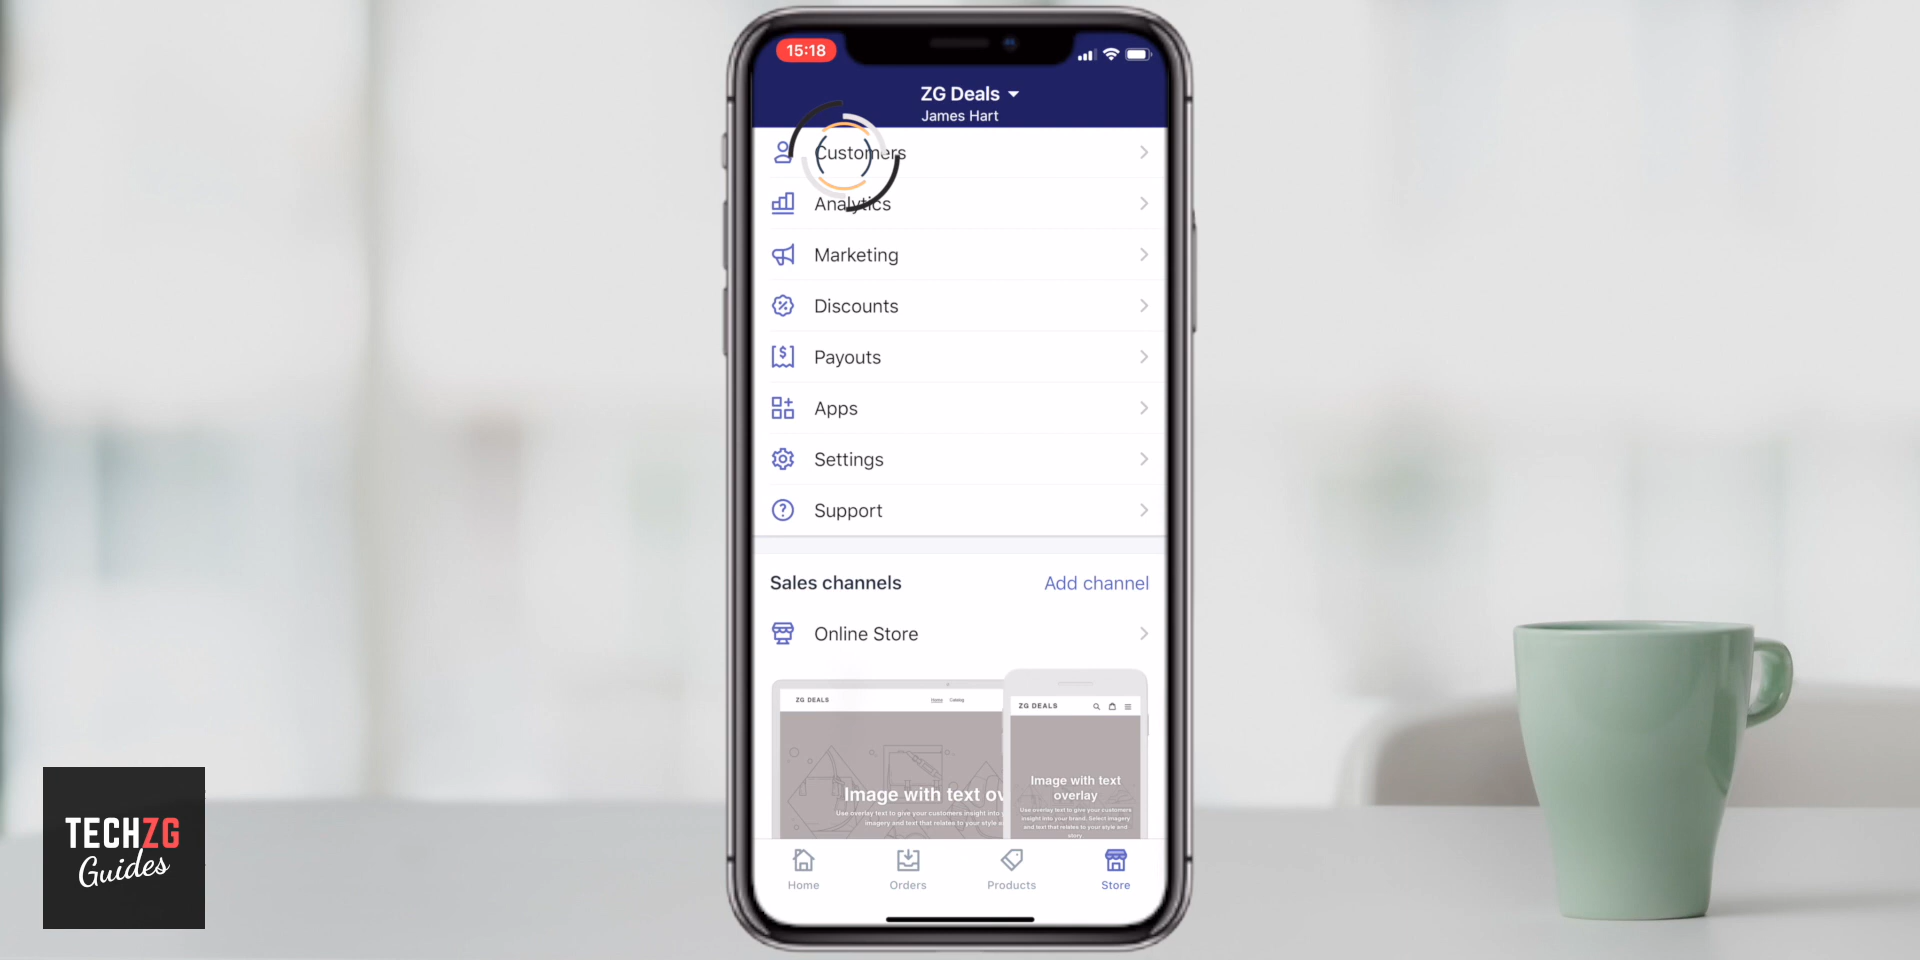 15:18
ZG Deals
James Hart
Customers
Analytics
Marketing
Discounts
Payouts
Apps
Settings
Support
Sales channels
Add channel
Online Store
ZG DEALS
Home Catalog
Image with text ov
Use overlay text to give your customers insight into y
imagery and text that relates to your style a
ZG DEALS
Image with text
overlay
Use overlay text to give your customers
insight into your brand. Select imagery
and text that relates to your style and
story.
Home
Orders
Products
Store
TECHZG
Guides